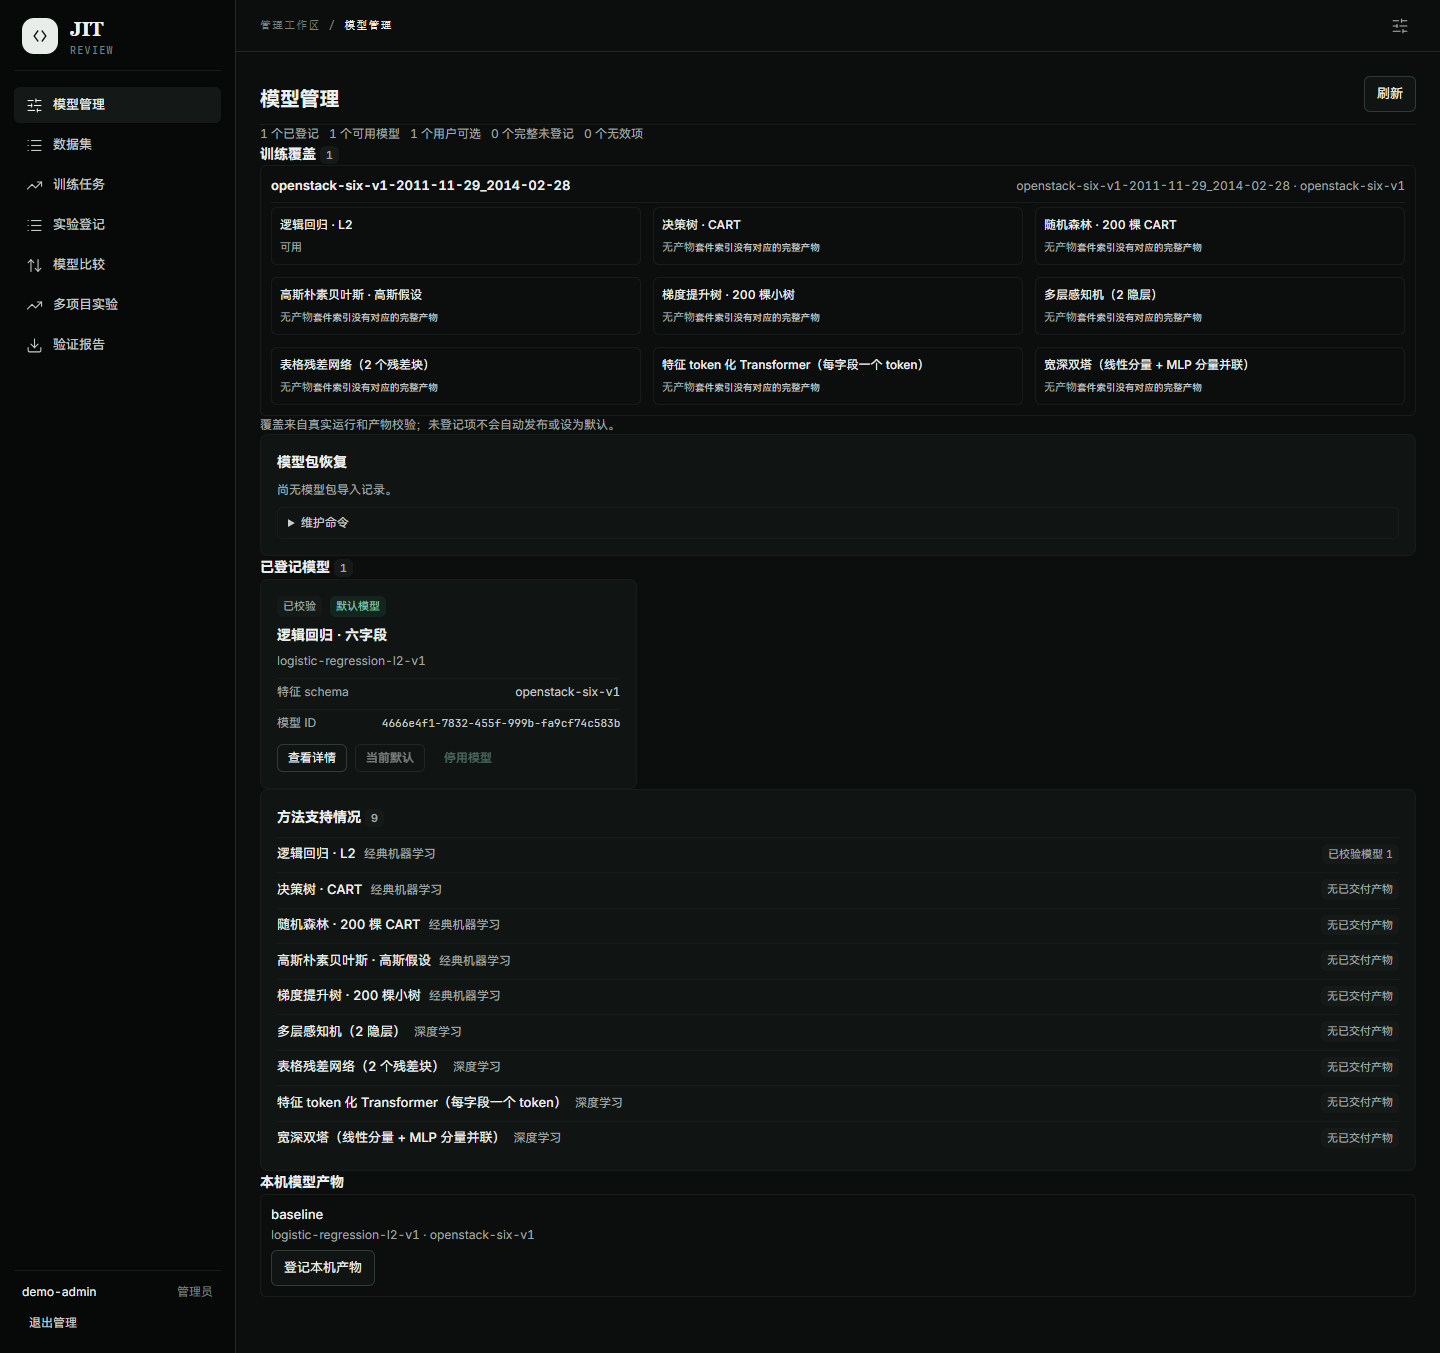 JIT
REVIEW
模型管理
数据集
训练任务
实验登记
模型比较
多项目实验
验证报告
demo-admin 管理员
退出管理
管理工作区 / 模型管理
模型管理
刷新
1 个已登记 1 个可用模型 1 个用户可选 0 个完整未登记 0 个无效项
训练覆盖 1
openstack-six-v1-2011-11-29_2014-02-28 openstack-six-v1-2011-11-29_2014-02-28 · openstack-six-v1
逻辑回归 · L2
可用
决策树 · CART
无产物套件索引没有对应的完整产物
随机森林 · 200 棵 CART
无产物套件索引没有对应的完整产物
高斯朴素贝叶斯 · 高斯假设
无产物套件索引没有对应的完整产物
梯度提升树 · 200 棵小树
无产物套件索引没有对应的完整产物
多层感知机（2 隐层）
无产物套件索引没有对应的完整产物
表格残差网络（2 个残差块）
无产物套件索引没有对应的完整产物
特征 token 化 Transformer（每字段一个 token）
无产物套件索引没有对应的完整产物
宽深双塔（线性分量 + MLP 分量并联）
无产物套件索引没有对应的完整产物
覆盖来自真实运行和产物校验；未登记项不会自动发布或设为默认。
模型包恢复
尚无模型包导入记录。
▶ 维护命令
已登记模型 1
已校验 默认模型
逻辑回归 · 六字段
logistic-regression-l2-v1
特征 schema openstack-six-v1
模型 ID 4666e4f1-7832-455f-999b-fa9cf74c583b
查看详情 当前默认 停用模型
方法支持情况 9
逻辑回归 · L2 经典机器学习 已校验模型 1
决策树 · CART 经典机器学习 无已交付产物
随机森林 · 200 棵 CART 经典机器学习 无已交付产物
高斯朴素贝叶斯 · 高斯假设 经典机器学习 无已交付产物
梯度提升树 · 200 棵小树 经典机器学习 无已交付产物
多层感知机（2 隐层） 深度学习 无已交付产物
表格残差网络（2 个残差块） 深度学习 无已交付产物
特征 token 化 Transformer（每字段一个 token） 深度学习 无已交付产物
宽深双塔（线性分量 + MLP 分量并联） 深度学习 无已交付产物
本机模型产物
baseline
logistic-regression-l2-v1 · openstack-six-v1
登记本机产物